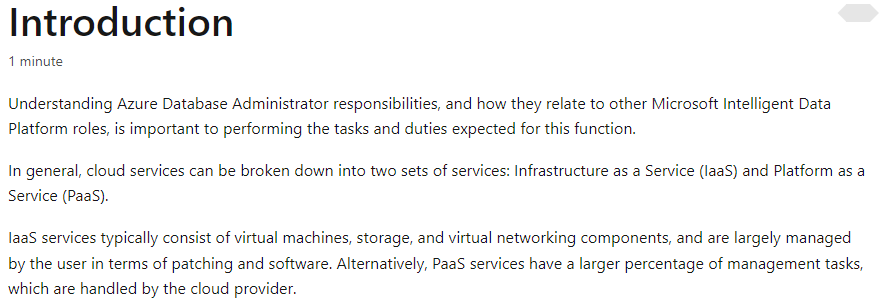 Introduction
1 minute
Understanding Azure Database Administrator responsibilities, and how they relate to other Microsoft Intelligent Data
Platform roles, is important to performing the tasks and duties expected for this function.
In general, cloud services can be broken down into two sets of services: Infrastructure as a Service (IaaS) and Platform as a
Service (PaaS).
IaaS services typically consist of virtual machines, storage, and virtual networking components, and are largely managed
by the user in terms of patching and software. Alternatively, PaaS services have a larger percentage of management tasks,
which are handled by the cloud provider.